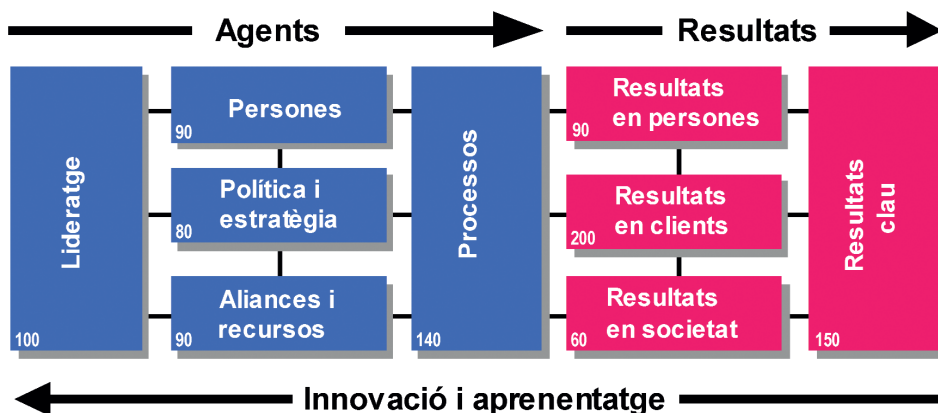 Agents
Resultats
Lideratge
100
Persones
90
Política i
estratègia
80
Aliances i
recursos
90
Processos
140
Resultats
en persones
90
Resultats
en clients
200
Resultats
en societat
60
Resultats
clau
150
Innovació i aprenentatge